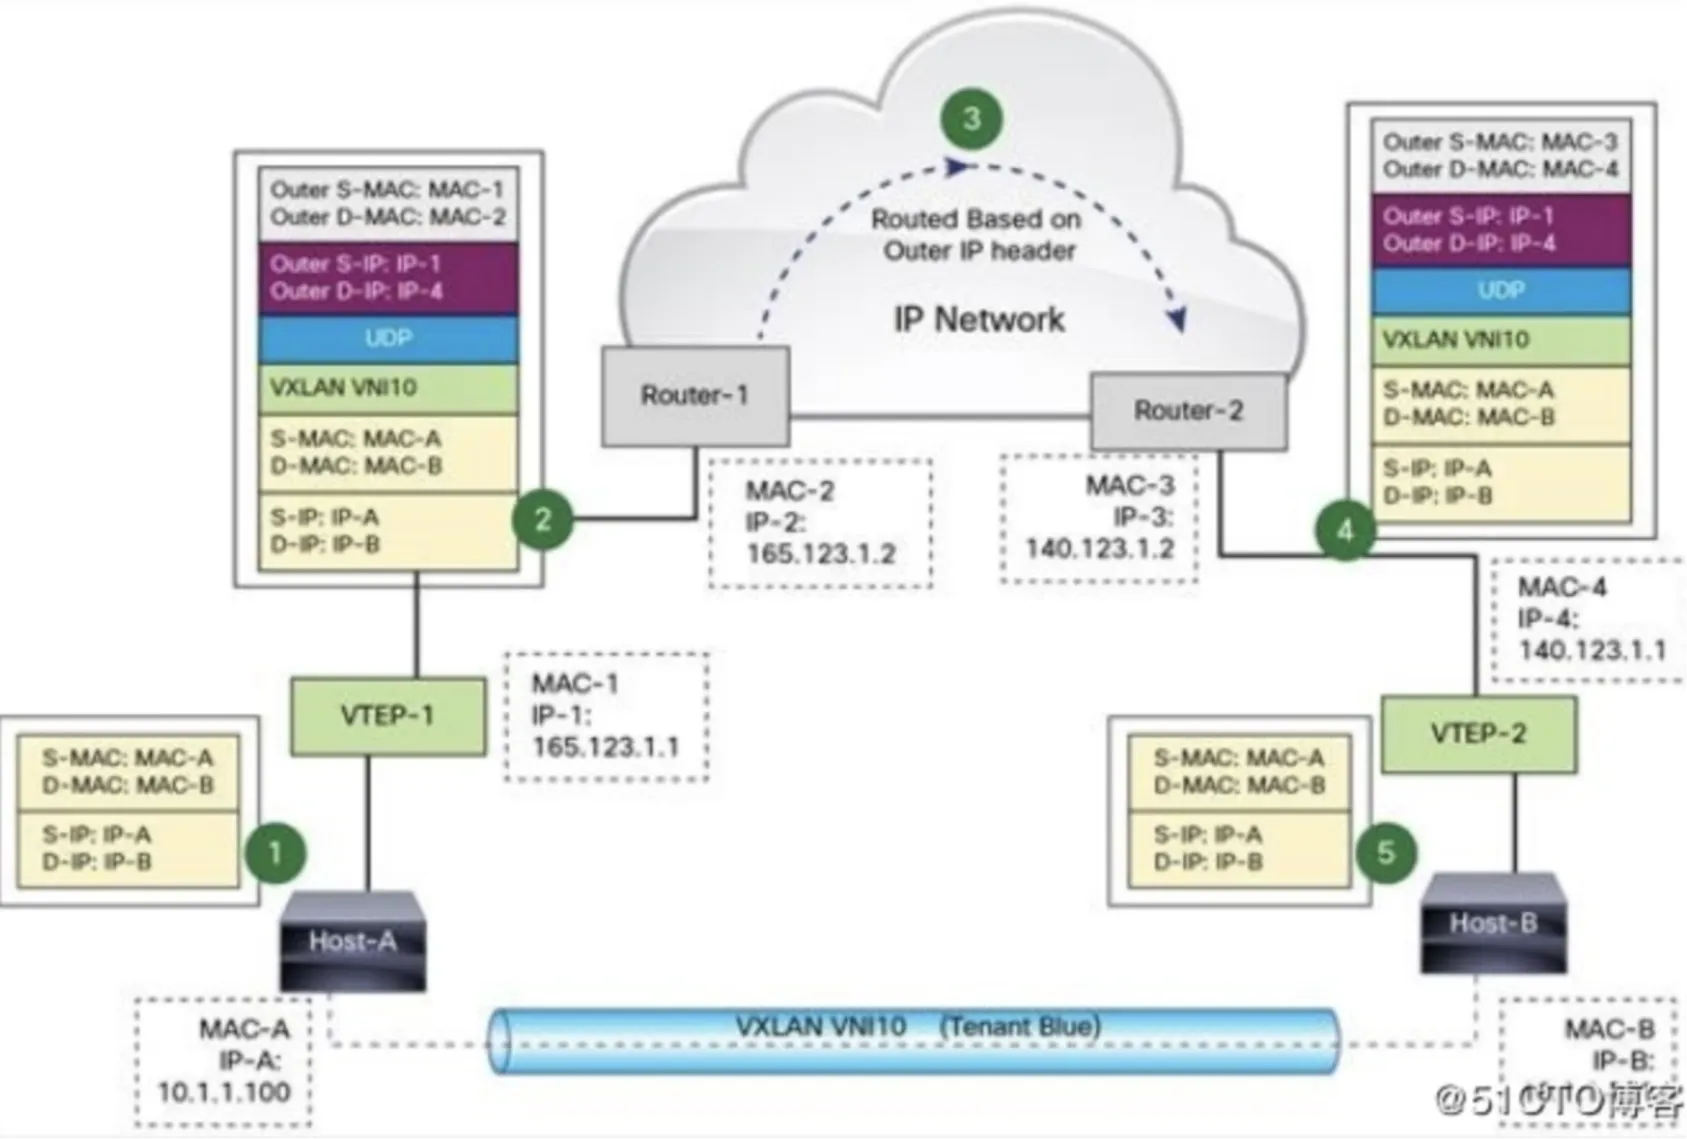 3
Routed Based on
Outer IP header
IP Network
Outer S-MAC: MAC-1
Outer D-MAC: MAC-2
Outer S-IP: IP-1
Outer D-IP: IP-4
UDP
VXLAN VNI10
S-MAC: MAC-A
D-MAC: MAC-B
S-IP: IP-A
D-IP: IP-B
2
Router-1
Router-2
MAC-2
IP-2:
165.123.1.2
MAC-3
IP-3:
140.123.1.2
Outer S-MAC: MAC-3
Outer D-MAC: MAC-4
Outer S-IP: IP-1
Outer D-IP: IP-4
UDP
VXLAN VNI10
S-MAC: MAC-A
D-MAC: MAC-B
S-IP: IP-A
D-IP: IP-B
4
MAC-4
IP-4:
140.123.1.1
VTEP-1
MAC-1
IP-1:
165.123.1.1
VTEP-2
S-MAC: MAC-A
D-MAC: MAC-B
S-IP: IP-A
D-IP: IP-B
1
S-MAC: MAC-A
D-MAC: MAC-B
S-IP: IP-A
D-IP: IP-B
5
Host-A
Host-B
MAC-A
IP-A:
10.1.1.100
VXLAN VNI10 (Tenant Blue)
MAC-B
IP-B:
@51CTO博客